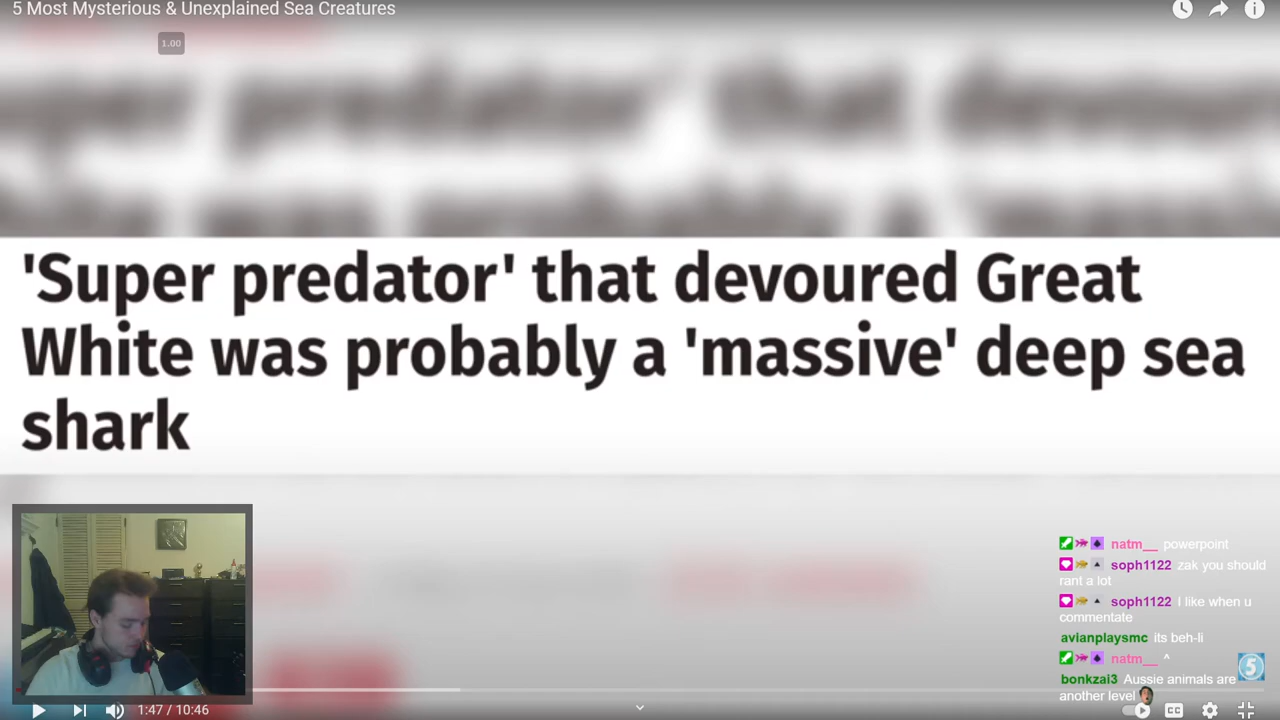 5 Most Mysterious & Unexplained Sea Creatures
1.00
'Super predator' that devoured Great
White was probably a 'massive' deep sea
shark
natm__ powerpoint
soph1122 zak you should
rant a lot
soph1122 I like when u
commentate
avianplaysmc its beh-li
natm__ ^
bonkzai3 Aussie animals are
another level
5
1:47 / 10:46
CC